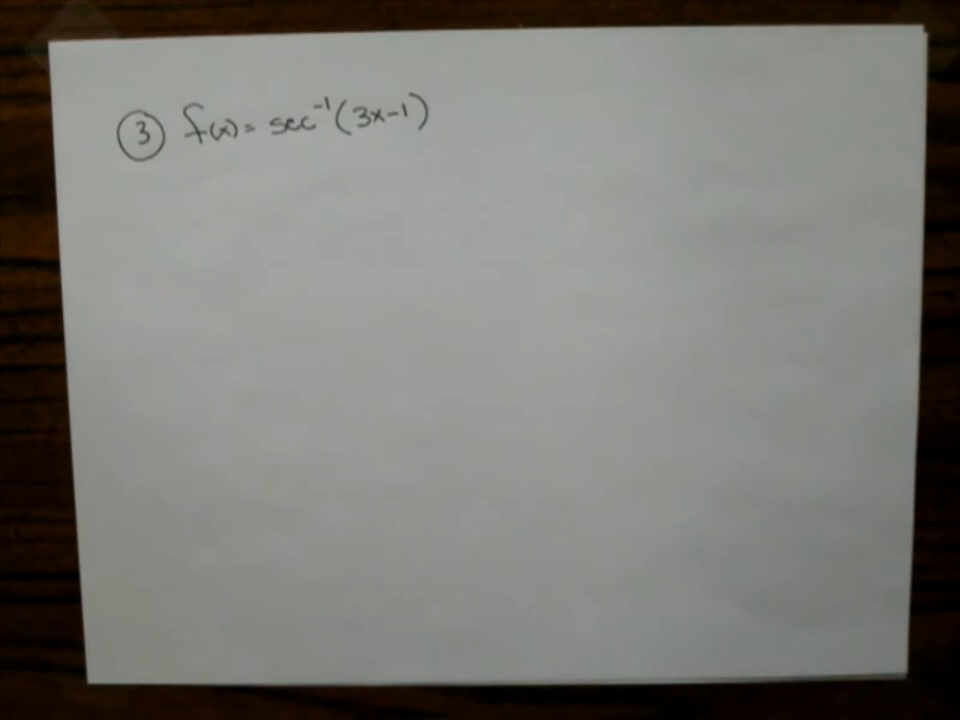 ③ f(x) = sec⁻¹(3x-1)